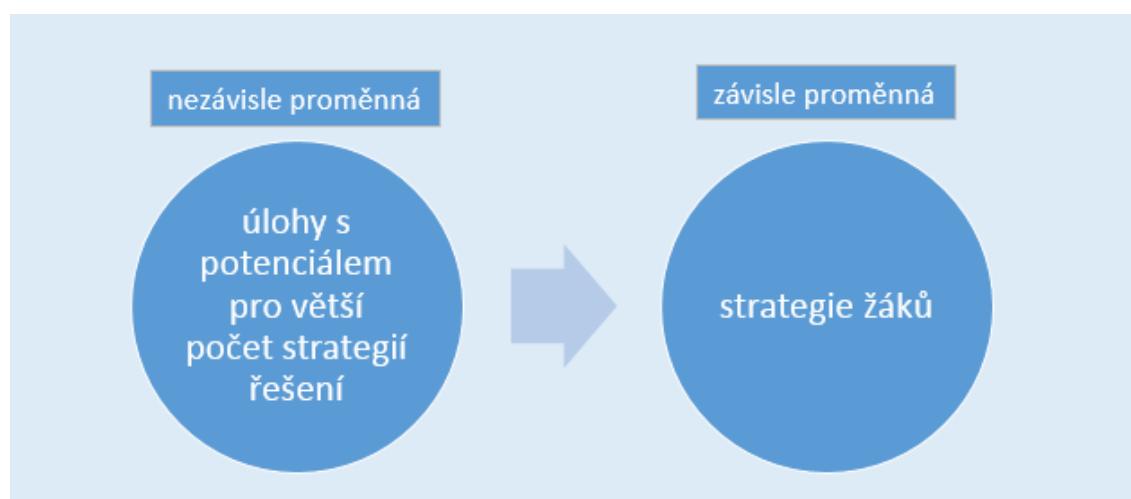 nezávisle proměnná
závisle proměnná
úlohy s
potenciálem
pro větší
počet strategií
řešení
strategie žáků